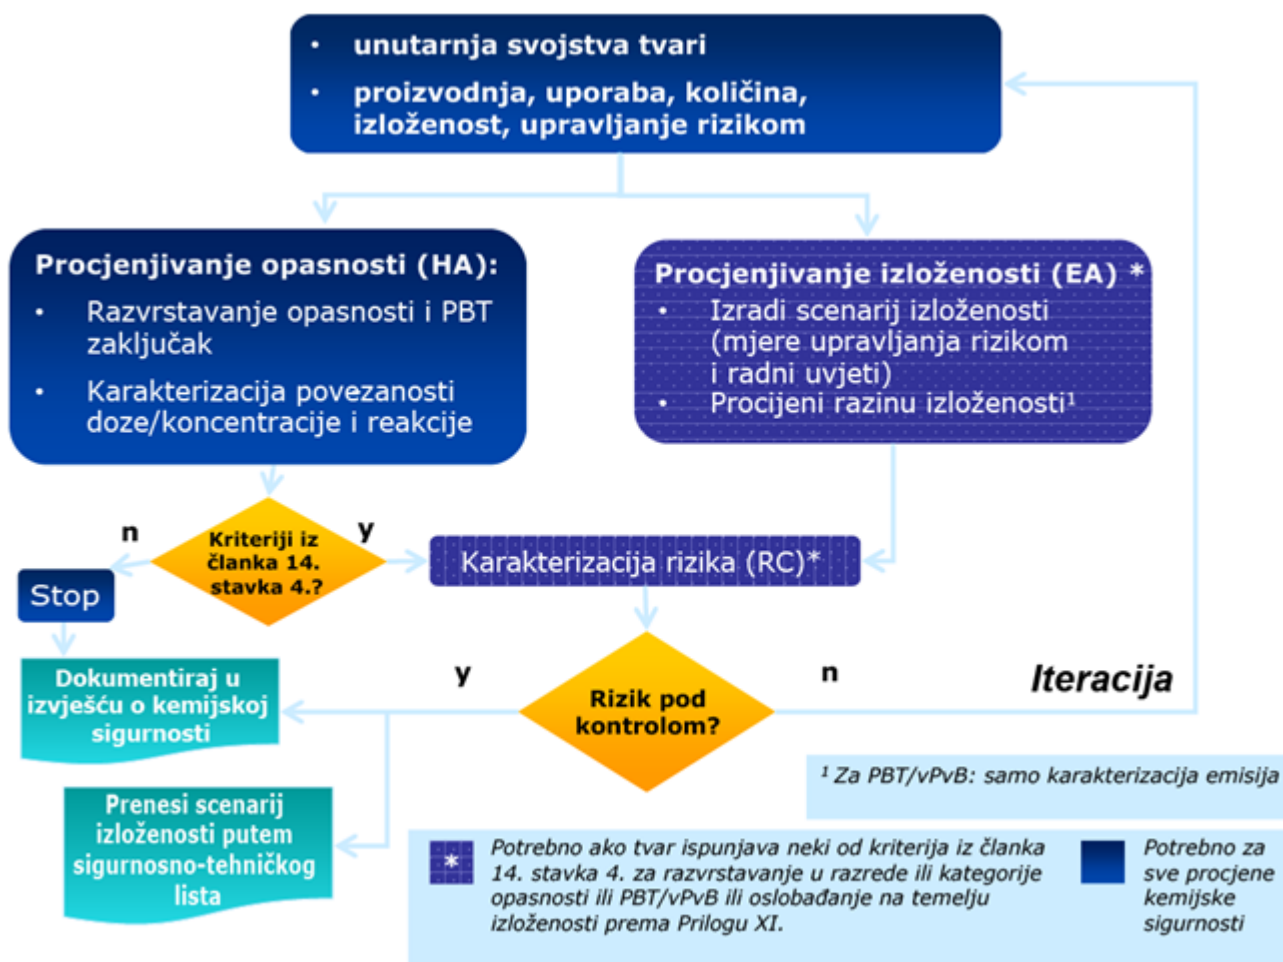 • unutarnja svojstva tvari
• proizvodnja, uporaba, količina,
izloženost, upravljanje rizikom
Procjenjivanje opasnosti (HA):
• Razvrstavanje opasnosti i PBT
zaključak
• Karakterizacija povezanosti
doze/koncentracije i reakcije
Procjenjivanje izloženosti (EA) *
• Izradi scenarij izloženosti
(mjere upravljanja rizikom
i radni uvjeti)
• Procijeni razinu izloženosti¹
n
Kriteriji iz
članka 14.
stavka 4.?
y
Karakterizacija rizika (RC)*
Stop
Dokumentiraj u
izvješću o kemijskoj
sigurnosti
y
Rizik pod
kontrolom?
n
Iteracija
Prenesi scenarij
izloženosti putem
sigurnosno-tehničkog
lista
¹ Za PBT/vPvB: samo karakterizacija emisija
*
Potrebno ako tvar ispunjava neki od kriterija iz članka
14. stavka 4. za razvrstavanje u razrede ili kategorije
opasnosti ili PBT/vPvB ili oslobađanje na temelju
izloženosti prema Prilogu XI.
Potrebno za
sve procjene
kemijske
sigurnosti